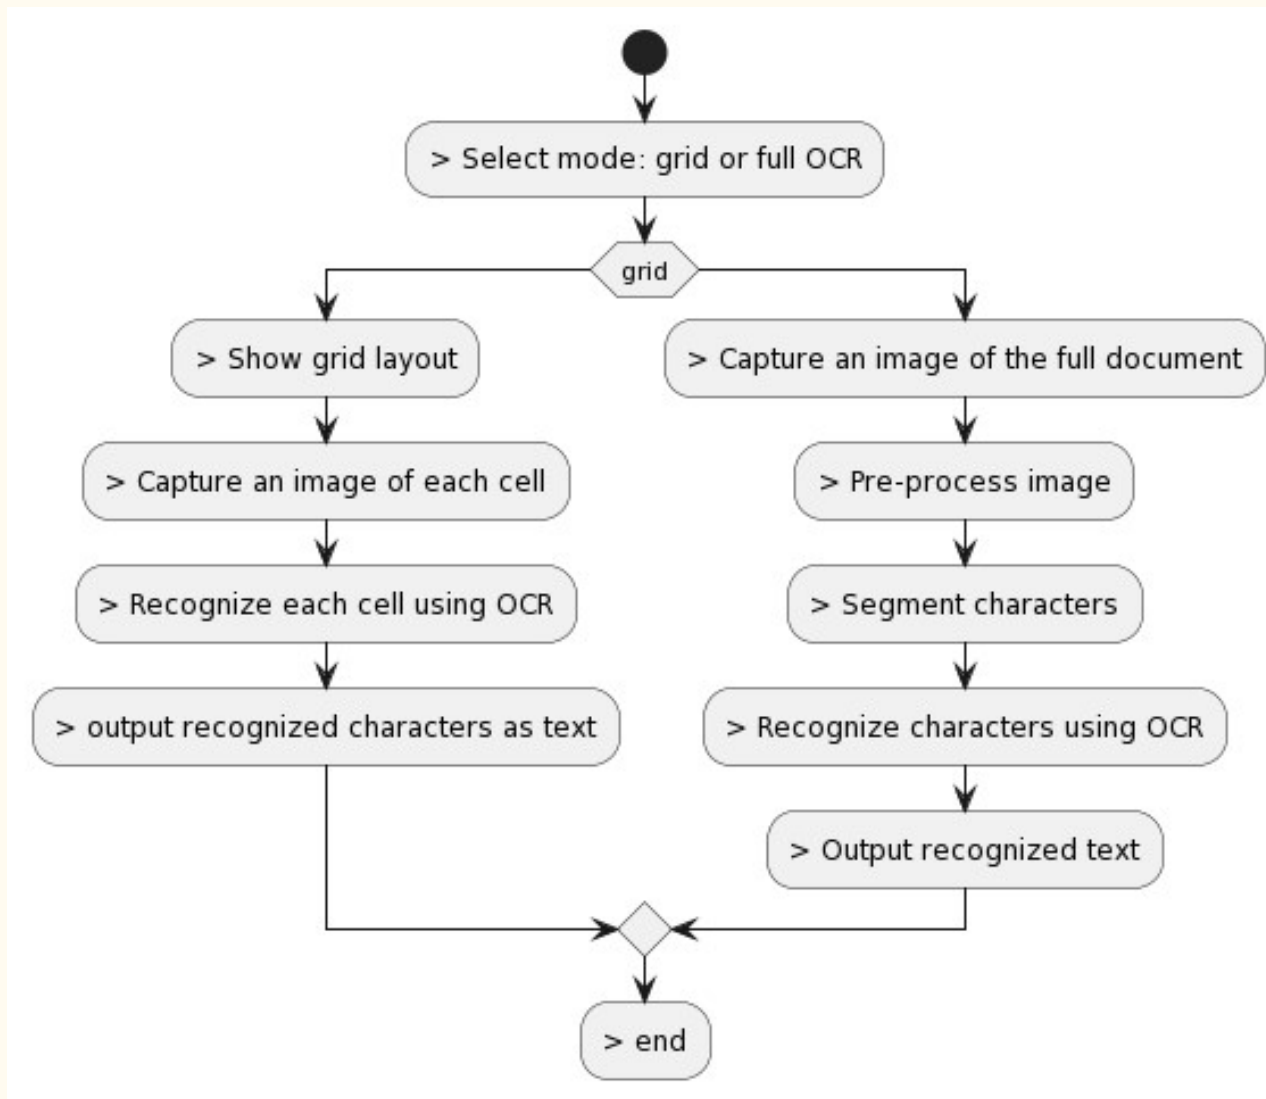 > Select mode: grid or full OCR
grid
> Show grid layout
> Capture an image of each cell
> Recognize each cell using OCR
> output recognized characters as text
> Capture an image of the full document
> Pre-process image
> Segment characters
> Recognize characters using OCR
> Output recognized text
> end